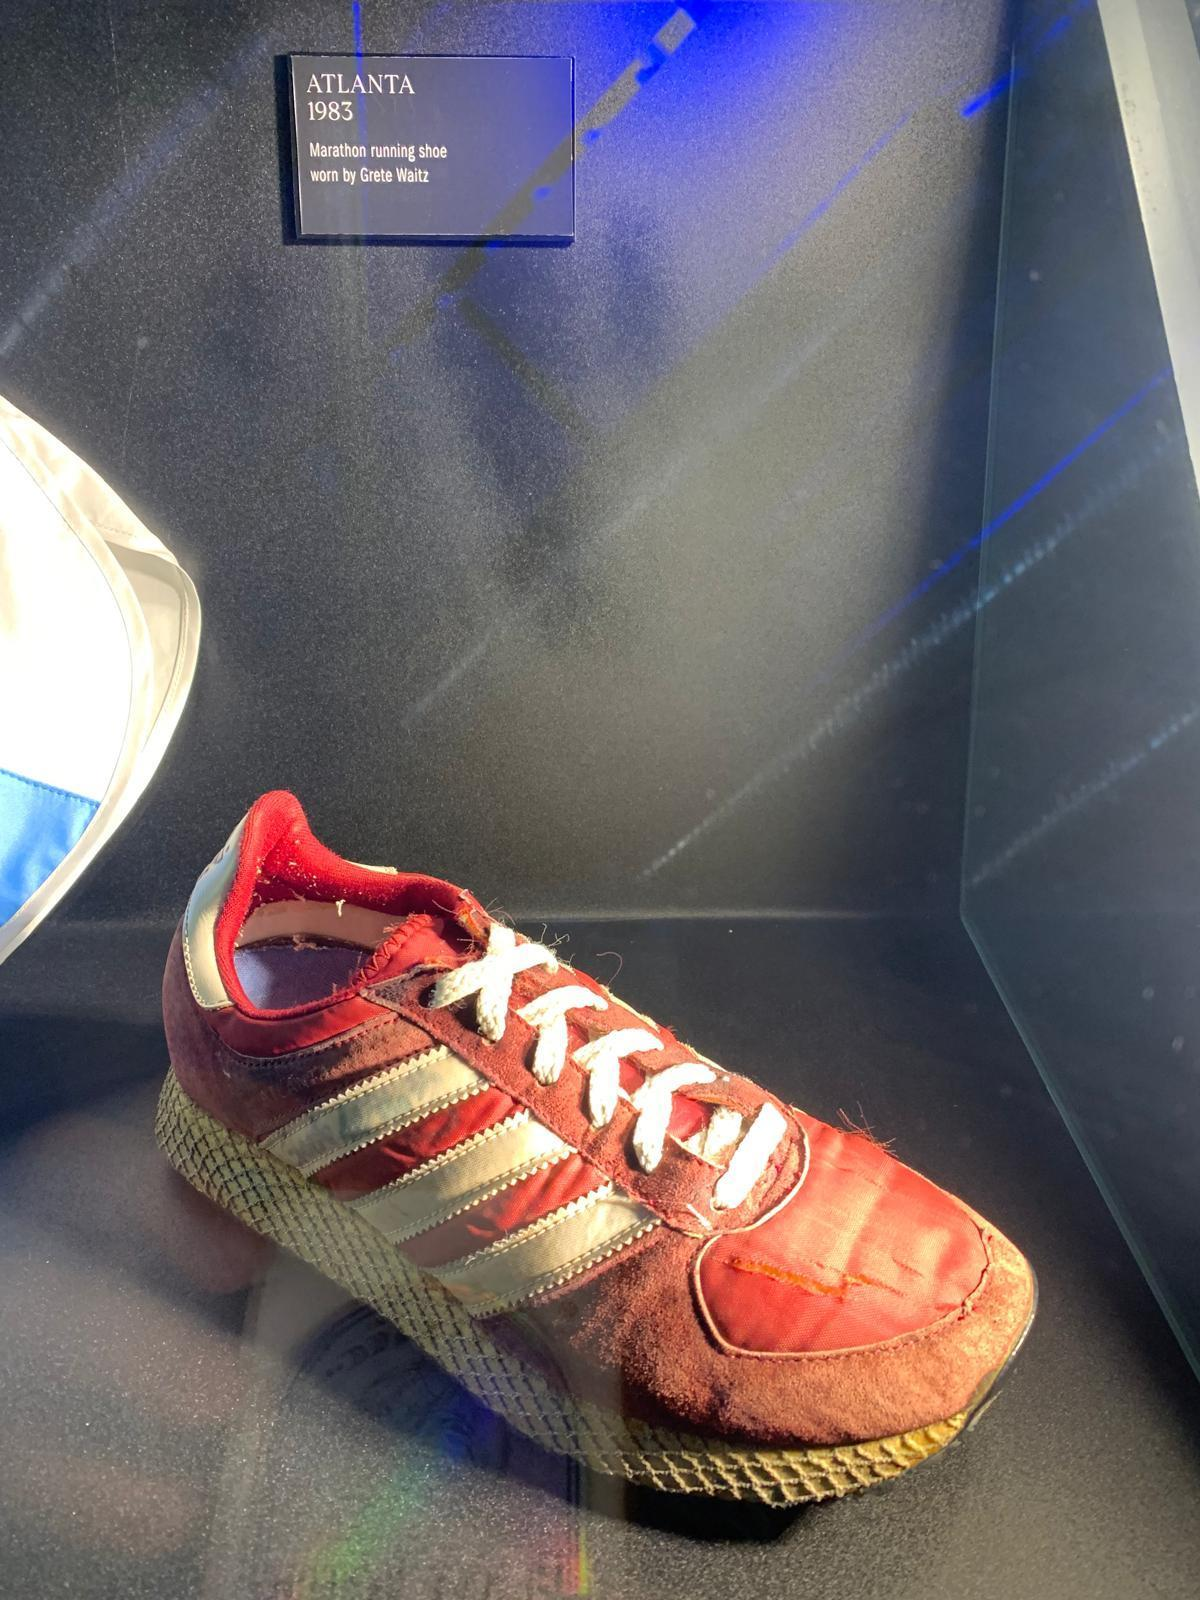 ATLANTA
1983
Marathon running shoe
worn by Grete Waitz